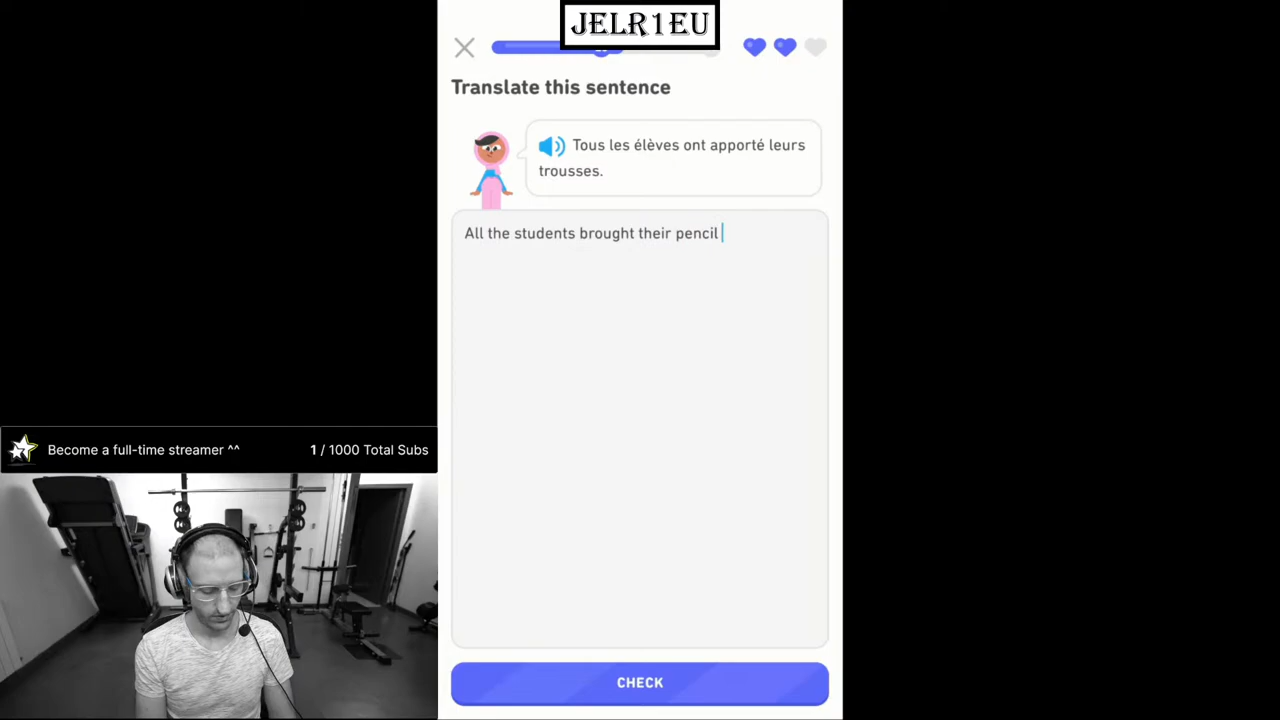 JELR1EU
Translate this sentence
Tous les élèves ont apporté leurs
trousses.
All the students brought their pencil
Become a full-time streamer ^^ 1 / 1000 Total Subs
CHECK